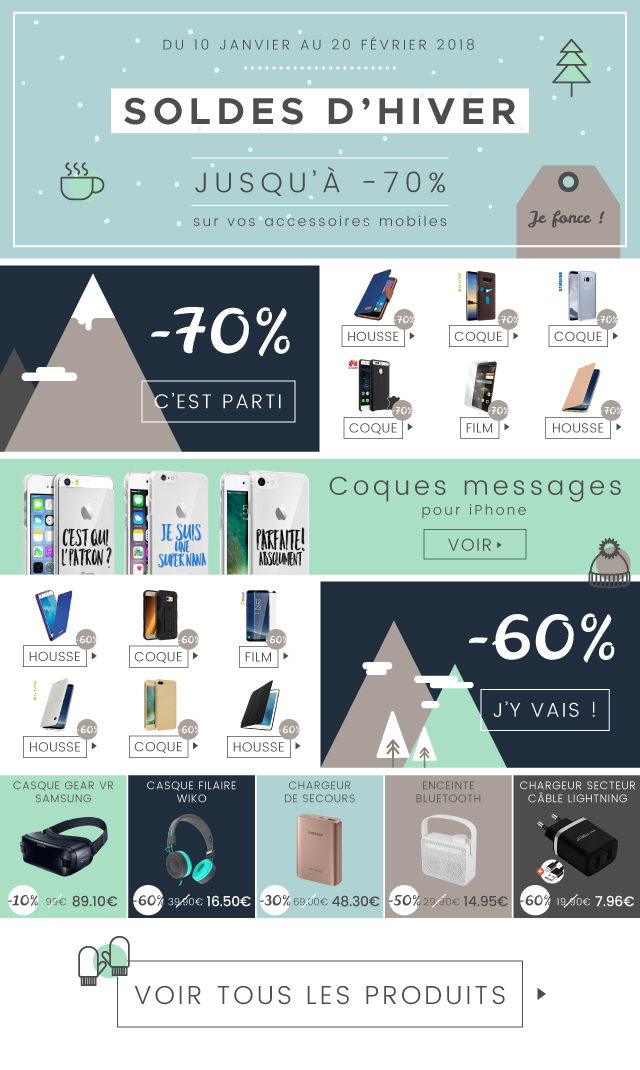 DU 10 JANVIER AU 20 FÉVRIER 2018
SOLDES D'HIVER
JUSQU'À -70%
sur vos accessoires mobiles
Je fonce !
-70%
C'EST PARTI
-70%
HOUSSE
-70%
COQUE
SAMSUNG
-70%
COQUE
HUAWEI
-70%
COQUE
-70%
FILM
-70%
HOUSSE
C'EST QUI
L'PATRON ?
JE SUIS
UNE
SUPER NANA
PARFAITE!
ABSOLUMENT
Coques messages
pour iPhone
VOIR
-60%
HOUSSE
-60%
COQUE
-60%
FILM
-60%
HOUSSE
-60%
COQUE
-60%
HOUSSE
-60%
J'Y VAIS !
CASQUE GEAR VR
SAMSUNG
-10% 99€ 89.10€
CASQUE FILAIRE
WIKO
-60% 39.90€ 16.50€
CHARGEUR
DE SECOURS
SAMSUNG
-30% 69.00€ 48.30€
ENCEINTE
BLUETOOTH
-50% 29.90€ 14.95€
CHARGEUR SECTEUR
CÂBLE LIGHTNING
-60% 19.90€ 7.96€
VOIR TOUS LES PRODUITS